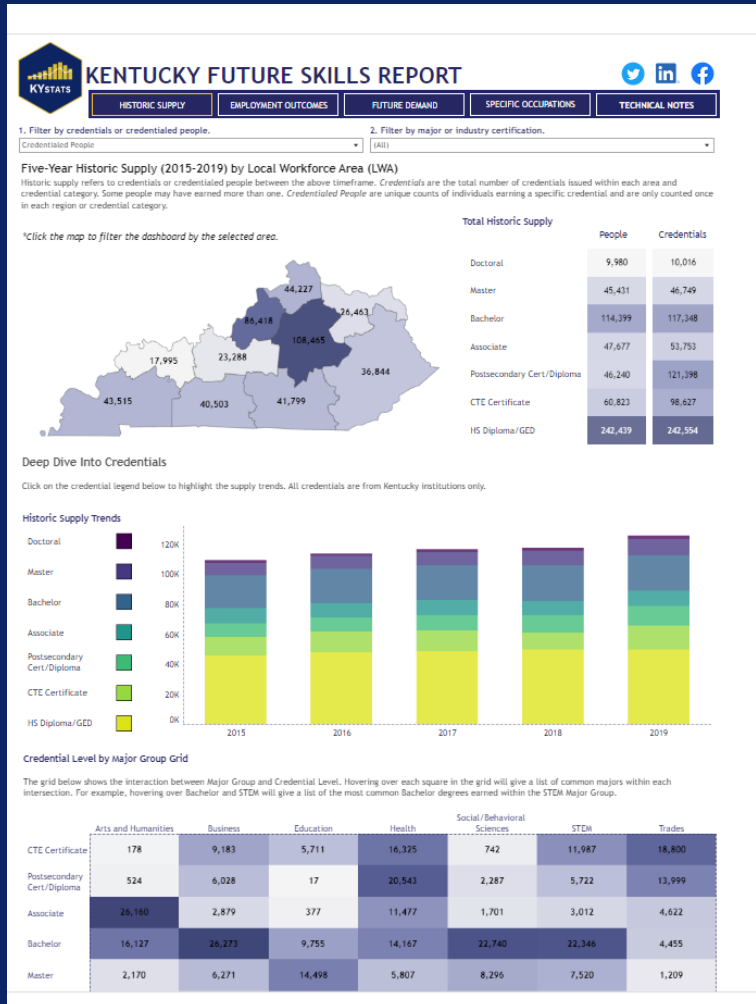 KYSTATS
KENTUCKY FUTURE SKILLS REPORT
HISTORIC SUPPLY
EMPLOYMENT OUTCOMES
FUTURE DEMAND
SPECIFIC OCCUPATIONS
TECHNICAL NOTES
1. Filter by credentials or credentialed people.
2. Filter by major or industry certification.
Credentialed People
(All)
Five-Year Historic Supply (2015-2019) by Local Workforce Area (LWA)
Historic supply refers to credentials or credentialed people between the above timeframe. Credentials are the total number of credentials issued within each area and
credential category. Some people may have earned more than one. Credentialed People are unique counts of individuals earning a specific credential and are only counted once
in each region or credential category.
*Click the map to filter the dashboard by the selected area.
44,227
86,418
26,463
108,465
17,995
23,288
36,844
43,515
40,503
41,799
Total Historic Supply
People Credentials
Doctoral 9,980 10,016
Master 45,431 46,749
Bachelor 114,399 117,348
Associate 47,677 53,753
Postsecondary Cert/Diploma 46,240 121,398
CTE Certificate 60,823 98,627
HS Diploma/GED 242,439 242,554
Deep Dive Into Credentials
Click on the credential legend below to highlight the supply trends. All credentials are from Kentucky institutions only.
Historic Supply Trends
Doctoral
Master
Bachelor
Associate
Postsecondary
Cert/Diploma
CTE Certificate
HS Diploma/GED
120K
100K
80K
60K
40K
20K
0K
2015 2016 2017 2018 2019
Credential Level by Major Group Grid
The grid below shows the interaction between Major Group and Credential Level. Hovering over each square in the grid will give a list of common majors within each
intersection. For example, hovering over Bachelor and STEM will give a list of the most common Bachelor degrees earned within the STEM Major Group.
Arts and Humanities Business Education Health Social/Behavioral Sciences STEM Trades
CTE Certificate 178 9,183 5,711 16,325 742 11,987 18,800
Postsecondary Cert/Diploma 524 6,028 17 20,543 2,287 5,722 13,999
Associate 26,160 2,879 377 11,477 1,701 3,012 4,622
Bachelor 16,127 26,273 9,755 14,167 22,740 22,346 4,455
Master 2,170 6,271 14,498 5,807 8,296 7,520 1,209